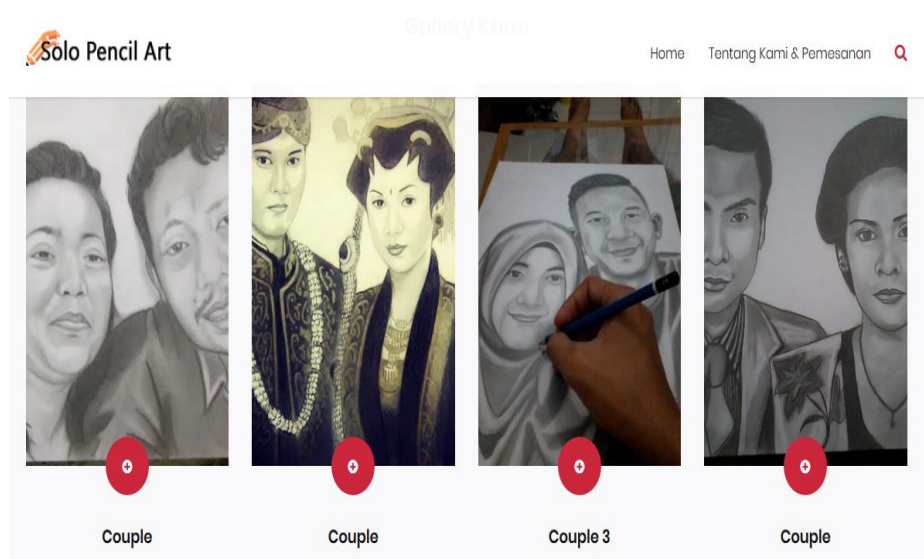 Gallery Kami
Solo Pencil Art
Home Tentang Kami & Pemesanan
Couple
Couple
Couple 3
Couple